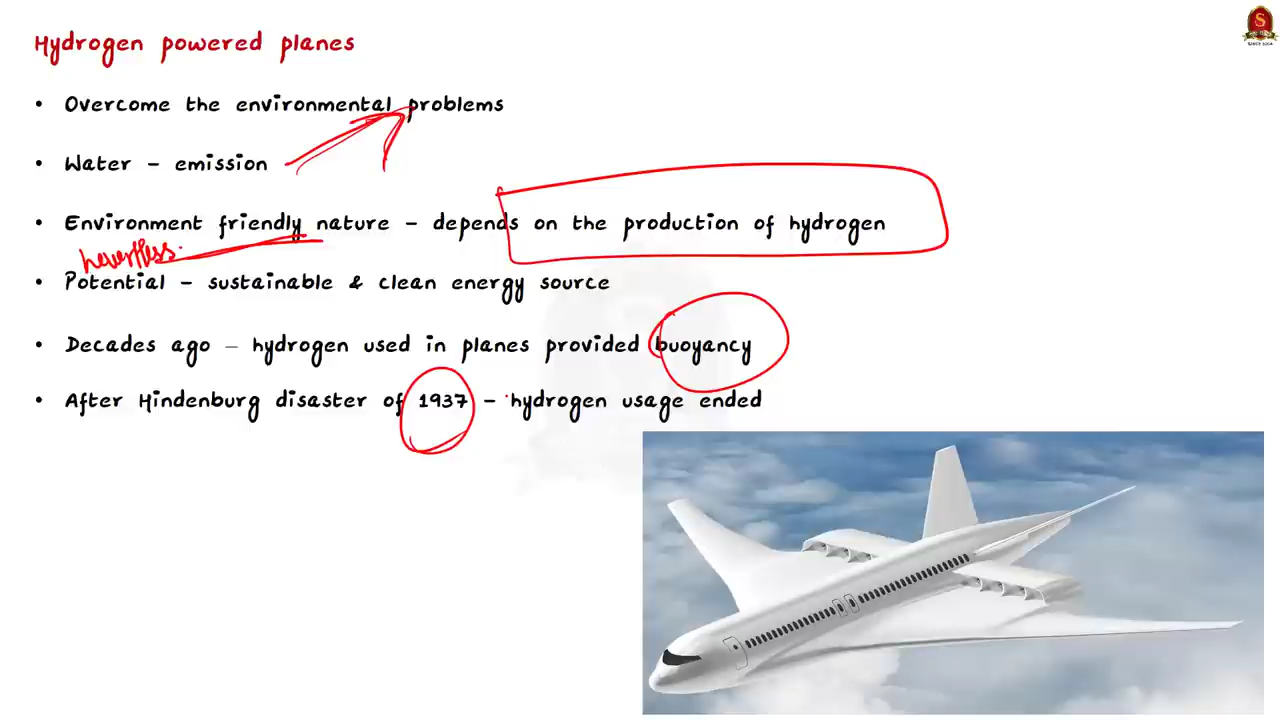 Hydrogen powered planes
• Overcome the environmental problems
• Water – emission
• Environment friendly nature – depends on the production of hydrogen
• Potential – sustainable & clean energy source
• Decades ago – hydrogen used in planes provided buoyancy
• After Hindenburg disaster of 1937 – hydrogen usage ended